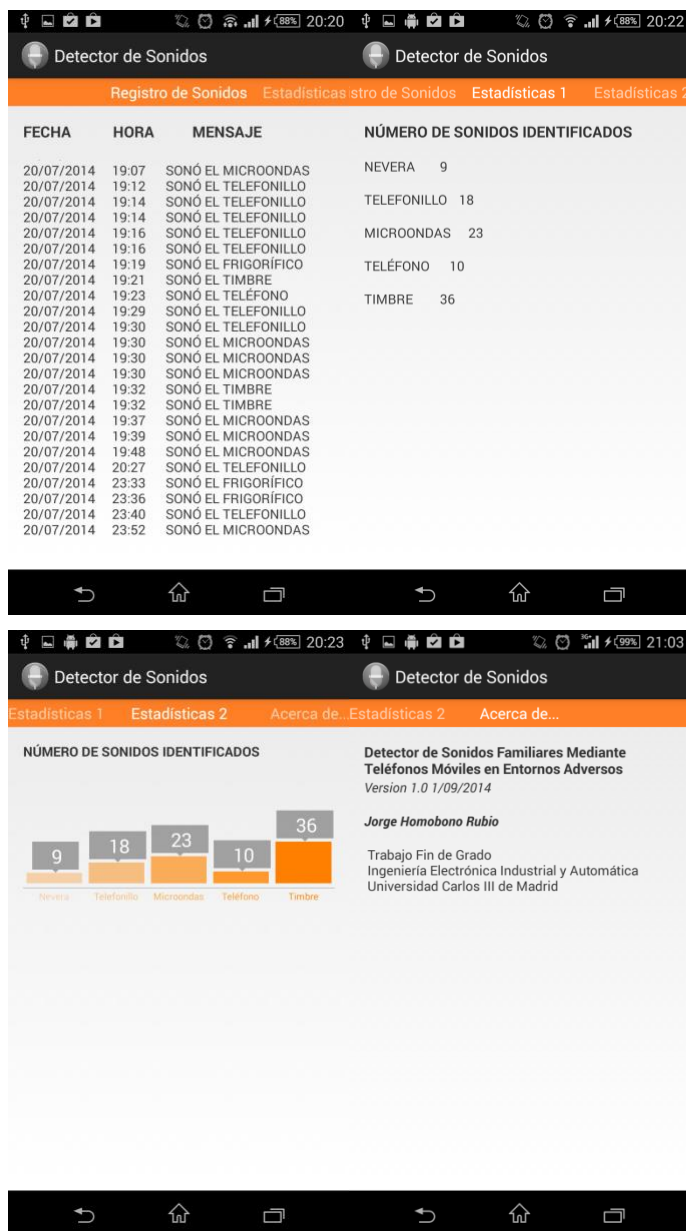 88% 20:20
Detector de Sonidos
Registro de Sonidos Estadísticas
FECHA HORA MENSAJE
20/07/2014 19:07 SONÓ EL MICROONDAS
20/07/2014 19:12 SONÓ EL TELEFONILLO
20/07/2014 19:14 SONÓ EL TELEFONILLO
20/07/2014 19:14 SONÓ EL TELEFONILLO
20/07/2014 19:16 SONÓ EL TELEFONILLO
20/07/2014 19:16 SONÓ EL TELEFONILLO
20/07/2014 19:19 SONÓ EL FRIGORÍFICO
20/07/2014 19:21 SONÓ EL TIMBRE
20/07/2014 19:23 SONÓ EL TELÉFONO
20/07/2014 19:29 SONÓ EL TELEFONILLO
20/07/2014 19:30 SONÓ EL TELEFONILLO
20/07/2014 19:30 SONÓ EL MICROONDAS
20/07/2014 19:30 SONÓ EL MICROONDAS
20/07/2014 19:30 SONÓ EL MICROONDAS
20/07/2014 19:32 SONÓ EL TIMBRE
20/07/2014 19:32 SONÓ EL TIMBRE
20/07/2014 19:37 SONÓ EL MICROONDAS
20/07/2014 19:39 SONÓ EL MICROONDAS
20/07/2014 19:48 SONÓ EL MICROONDAS
20/07/2014 20:27 SONÓ EL TELEFONILLO
20/07/2014 23:33 SONÓ EL FRIGORÍFICO
20/07/2014 23:36 SONÓ EL FRIGORÍFICO
20/07/2014 23:40 SONÓ EL TELEFONILLO
20/07/2014 23:52 SONÓ EL MICROONDAS
88% 20:22
Detector de Sonidos
stro de Sonidos Estadísticas 1 Estadísticas 2
NÚMERO DE SONIDOS IDENTIFICADOS
NEVERA 9
TELEFONILLO 18
MICROONDAS 23
TELÉFONO 10
TIMBRE 36
88% 20:23
Detector de Sonidos
Estadísticas 1 Estadísticas 2 Acerca de...
NÚMERO DE SONIDOS IDENTIFICADOS
9 18 23 10 36
Nevera Telefonillo Microondas Teléfono Timbre
3G 99% 21:03
Detector de Sonidos
Estadísticas 2 Acerca de...
Detector de Sonidos Familiares Mediante
Teléfonos Móviles en Entornos Adversos
Version 1.0 1/09/2014
Jorge Homobono Rubio
Trabajo Fin de Grado
Ingeniería Electrónica Industrial y Automática
Universidad Carlos III de Madrid